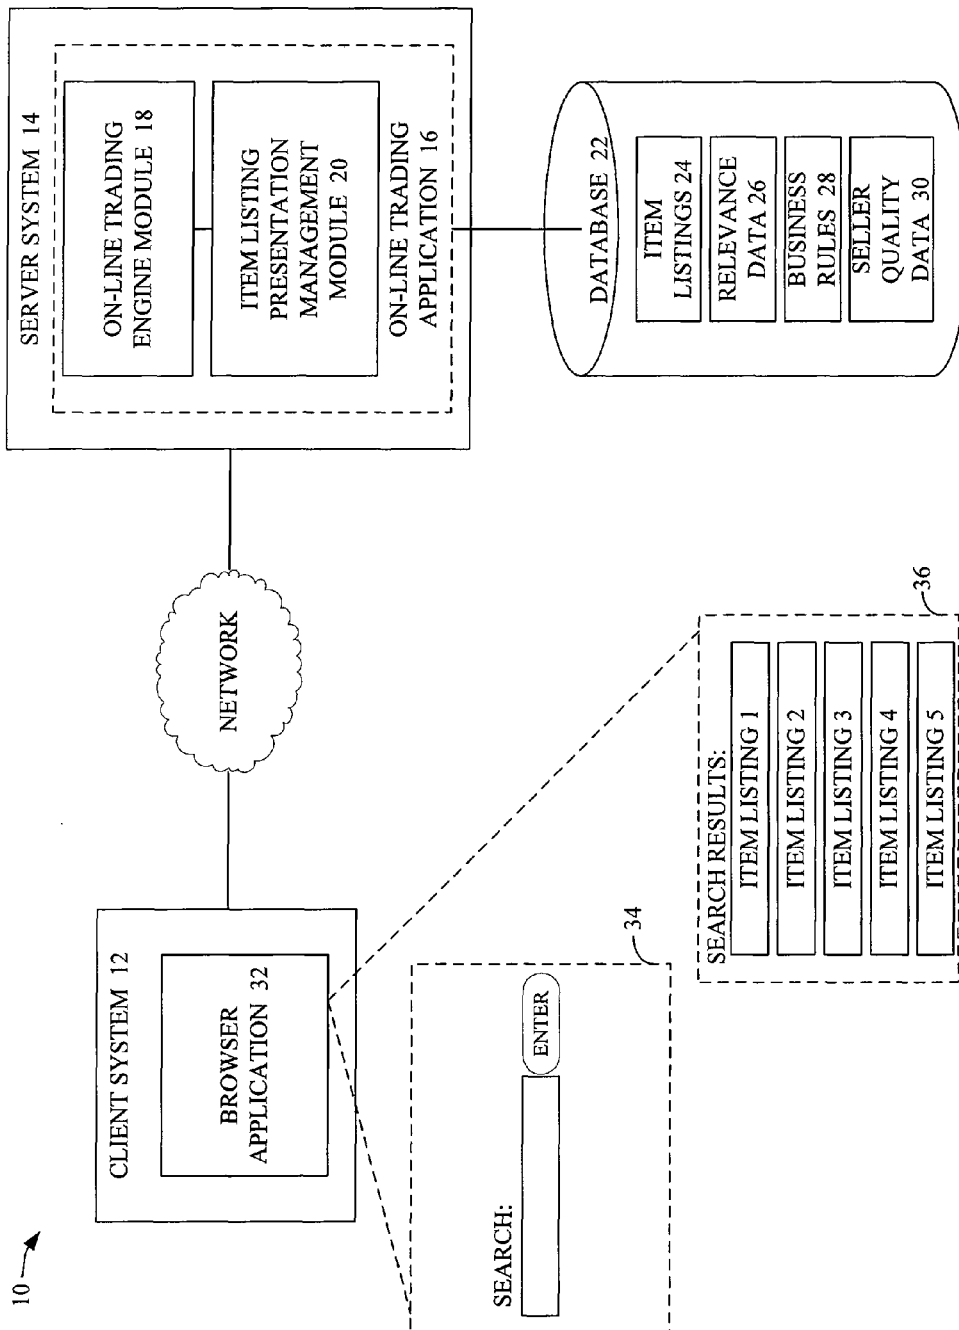 10
CLIENT SYSTEM 12
BROWSER
APPLICATION 32
NETWORK
SERVER SYSTEM 14
ON-LINE TRADING
ENGINE MODULE 18
ITEM LISTING
PRESENTATION
MANAGEMENT
MODULE 20
ON-LINE TRADING
APPLICATION 16
DATABASE 22
ITEM
LISTINGS 24
RELEVANCE
DATA 26
BUSINESS
RULES 28
SELLER
QUALITY
DATA 30
SEARCH:
ENTER
34
SEARCH RESULTS:
ITEM LISTING 1
ITEM LISTING 2
ITEM LISTING 3
ITEM LISTING 4
ITEM LISTING 5
36